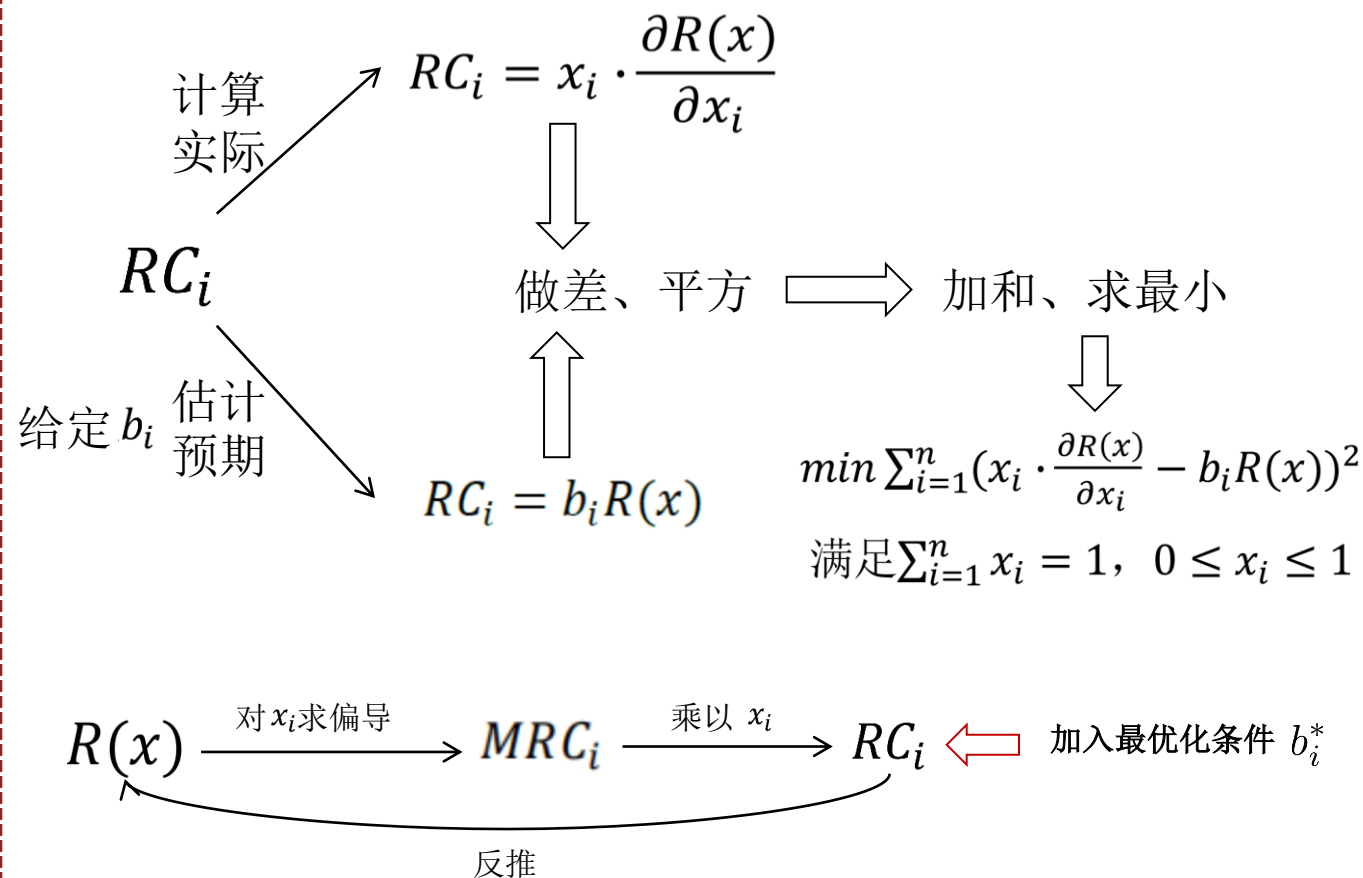 RC_i = x_i · ∂R(x)/∂x_i
计算
实际
RC_i
做差、平方
加和、求最小
给定 b_i
估计
预期
RC_i = b_iR(x)
min ∑_{i=1}^{n}(x_i · ∂R(x)/∂x_i − b_iR(x))²
满足∑_{i=1}^{n} x_i = 1，0 ≤ x_i ≤ 1
R(x)
对x_i求偏导
MRC_i
乘以 x_i
RC_i
加入最优化条件 b_i^*
反推